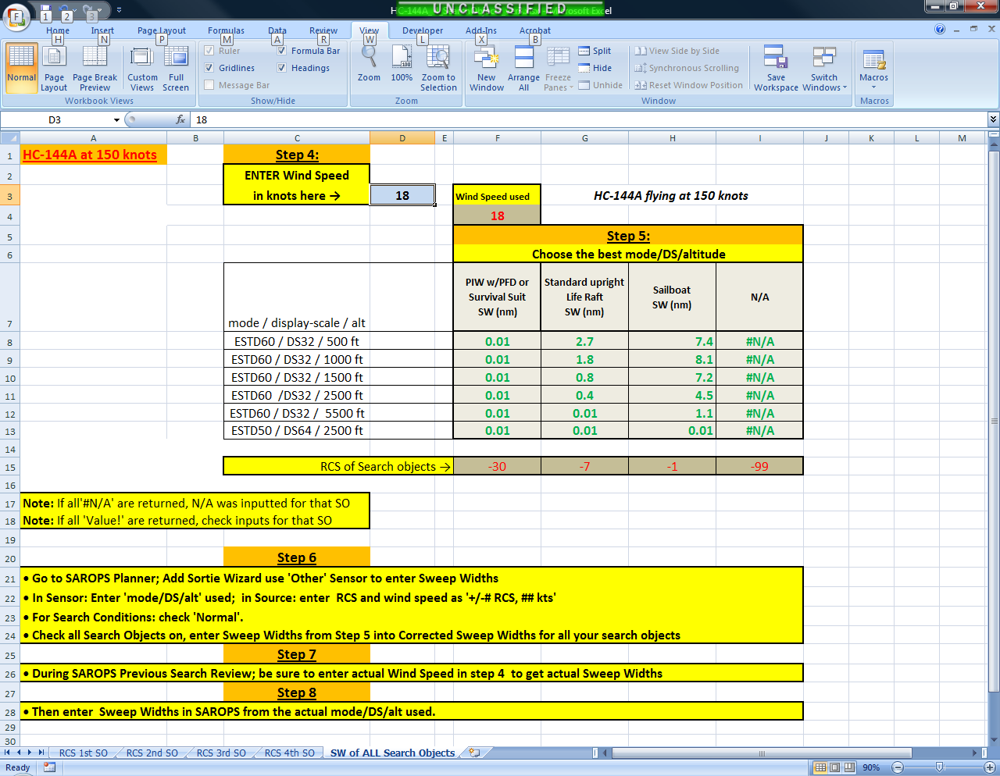 UNCLASSIFIED
Microsoft Excel
F 1 2 3
Home Insert Page Layout Formulas Data Review View Developer Add-Ins Acrobat
H N P M A R W L X B
Normal
Page Layout
Page Break Preview
Custom Views
Full Screen
Workbook Views
Ruler
Gridlines
Message Bar
Formula Bar
Headings
Show/Hide
Zoom
100%
Zoom to Selection
Zoom
New Window
Arrange All
Freeze Panes
Split
Hide
Unhide
View Side by Side
Synchronous Scrolling
Reset Window Position
Window
Save Workspace
Switch Windows
Macros
Macros
D3 fx 18
A B C D E F G H I J K L M
1 HC-144A at 150 knots Step 4:
2 ENTER Wind Speed
3 in knots here → 18 Wind Speed used HC-144A flying at 150 knots
4 18
5 Step 5:
6 Choose the best mode/DS/altitude
PIW w/PFD or Survival Suit SW (nm)
Standard upright Life Raft SW (nm)
Sailboat SW (nm)
N/A
7 mode / display-scale / alt
8 ESTD60 / DS32 / 500 ft 0.01 2.7 7.4 #N/A
9 ESTD60 / DS32 / 1000 ft 0.01 1.8 8.1 #N/A
10 ESTD60 / DS32 / 1500 ft 0.01 0.8 7.2 #N/A
11 ESTD60 /DS32 / 2500 ft 0.01 0.4 4.5 #N/A
12 ESTD60 / DS32 / 5500 ft 0.01 0.01 1.1 #N/A
13 ESTD50 / DS64 / 2500 ft 0.01 0.01 0.01 #N/A
14
15 RCS of Search objects → -30 -7 -1 -99
16
17 Note: If all'#N/A' are returned, N/A was inputted for that SO
18 Note: If all 'Value!' are returned, check inputs for that SO
19
20 Step 6
21 • Go to SAROPS Planner; Add Sortie Wizard use 'Other' Sensor to enter Sweep Widths
22 • In Sensor: Enter 'mode/DS/alt' used; in Source: enter RCS and wind speed as '+/-# RCS, ## kts'
23 • For Search Conditions: check 'Normal'.
24 • Check all Search Objects on, enter Sweep Widths from Step 5 into Corrected Sweep Widths for all your search objects
25 Step 7
26 • During SAROPS Previous Search Review; be sure to enter actual Wind Speed in step 4 to get actual Sweep Widths
27 Step 8
28 • Then enter Sweep Widths in SAROPS from the actual mode/DS/alt used.
29
30
RCS 1st SO RCS 2nd SO RCS 3rd SO RCS 4th SO SW of ALL Search Objects
Ready 90%